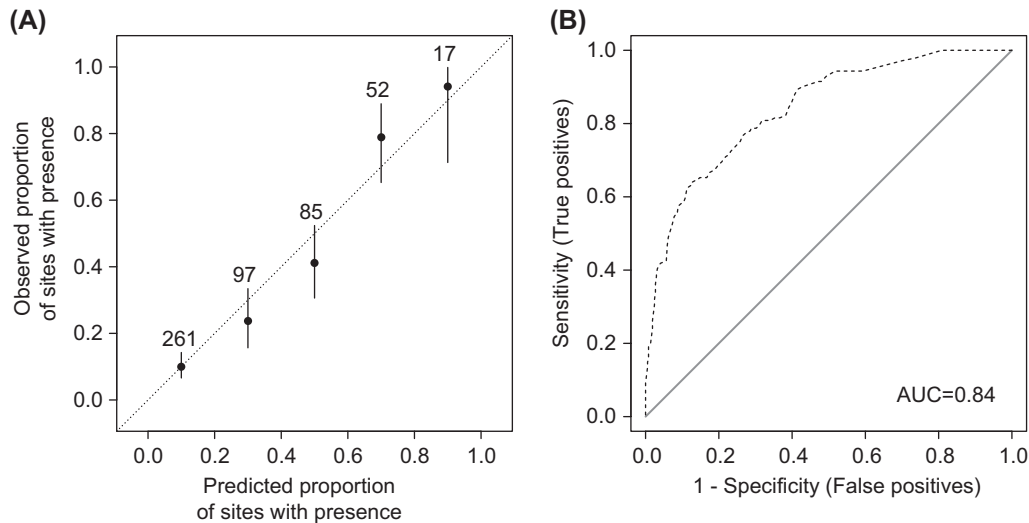 (A)
Observed proportion
of sites with presence
1.0
0.8
0.6
0.4
0.2
0.0
261
97
85
52
17
0.0 0.2 0.4 0.6 0.8 1.0
Predicted proportion
of sites with presence
(B)
Sensitivity (True positives)
1.0
0.8
0.6
0.4
0.2
0.0
AUC=0.84
0.0 0.2 0.4 0.6 0.8 1.0
1 - Specificity (False positives)